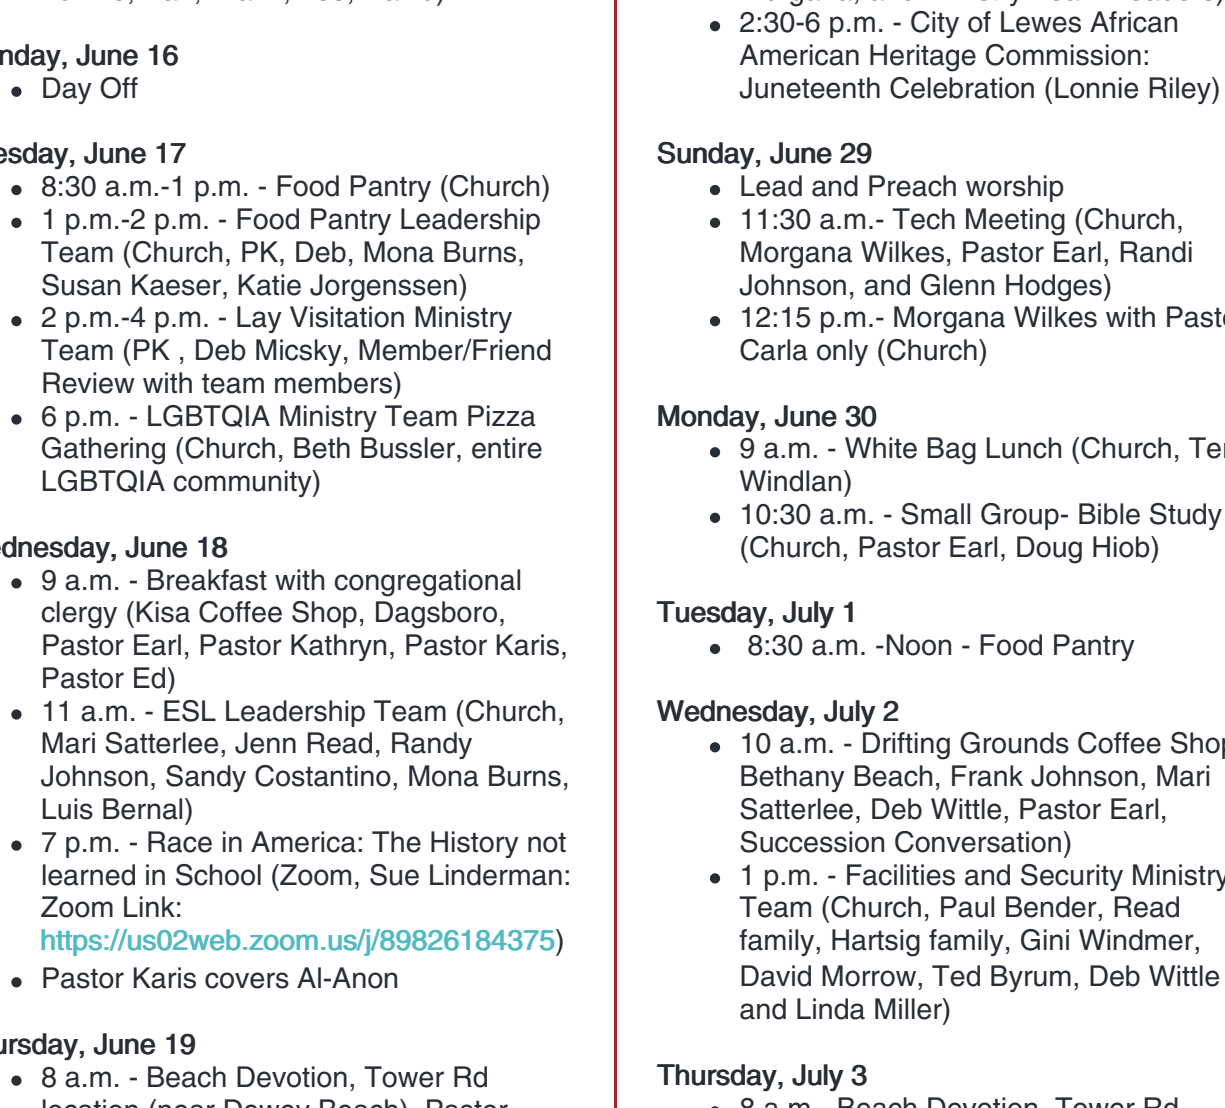 June 16
Day Off
June 17
8:30 a.m.-1 p.m. - Food Pantry (Church)
1 p.m.-2 p.m. - Food Pantry Leadership
Team (Church, PK, Deb, Mona Burns,
Susan Kaeser, Katie Jorgenssen)
2 p.m.-4 p.m. - Lay Visitation Ministry
Team (PK , Deb Micsky, Member/Friend
Review with team members)
6 p.m. - LGBTQIA Ministry Team Pizza
Gathering (Church, Beth Bussler, entire
LGBTQIA community)
June 18
9 a.m. - Breakfast with congregational
clergy (Kisa Coffee Shop, Dagsboro,
Pastor Earl, Pastor Kathryn, Pastor Karis,
Pastor Ed)
11 a.m. - ESL Leadership Team (Church,
Mari Satterlee, Jenn Read, Randy
Johnson, Sandy Costantino, Mona Burns,
Luis Bernal)
7 p.m. - Race in America: The History not
learned in School (Zoom, Sue Linderman:
Zoom Link:
https://us02web.zoom.us/j/89826184375)
Pastor Karis covers Al-Anon
June 19
8 a.m. - Beach Devotion, Tower Rd
location (near Dewey Beach), Pastor
2:30-6 p.m. - City of Lewes African
American Heritage Commission:
Juneteenth Celebration (Lonnie Riley)
Sunday, June 29
Lead and Preach worship
11:30 a.m.- Tech Meeting (Church,
Morgana Wilkes, Pastor Earl, Randi
Johnson, and Glenn Hodges)
12:15 p.m.- Morgana Wilkes with
Carla only (Church)
Monday, June 30
9 a.m. - White Bag Lunch (Church,
Windlan)
10:30 a.m. - Small Group- Bible Study
(Church, Pastor Earl, Doug Hiob)
Tuesday, July 1
8:30 a.m. -Noon - Food Pantry
Wednesday, July 2
10 a.m. - Drifting Grounds Coffee Shop
Bethany Beach, Frank Johnson, Mari
Satterlee, Deb Wittle, Pastor Earl,
Succession Conversation)
1 p.m. - Facilities and Security Ministry
Team (Church, Paul Bender, Read
family, Hartsig family, Gini Windmer,
David Morrow, Ted Byrum, Deb Wittle
and Linda Miller)
Thursday, July 3
8 a.m - Beach Devotion, Tower Rd